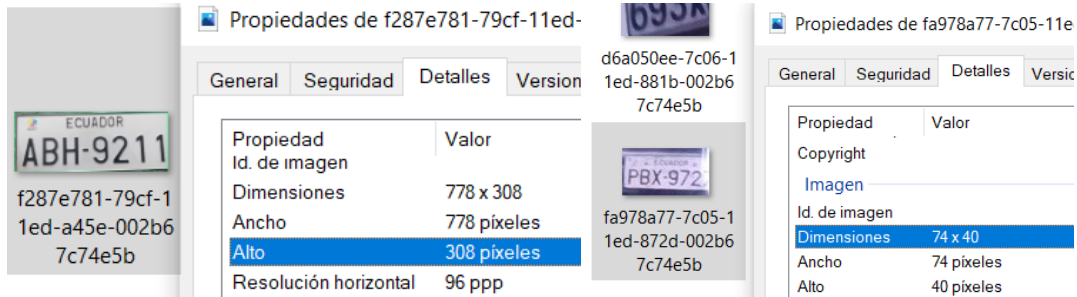 ECUADOR
ABH-9211
f287e781-79cf-1
1ed-a45e-002b6
7c74e5b
Propiedades de f287e781-79cf-11ed-
General Seguridad Detalles Version
Propiedad Valor
Id. de imagen
Dimensiones 778 x 308
Ancho 778 píxeles
Alto 308 píxeles
Resolución horizontal 96 ppp
d6a050ee-7c06-1
1ed-881b-002b6
7c74e5b
ECUADOR
PBX-972
fa978a77-7c05-1
1ed-872d-002b6
7c74e5b
Propiedades de fa978a77-7c05-11e
General Seguridad Detalles Versio
Propiedad Valor
Copyright
Imagen
Id. de imagen
Dimensiones 74 x 40
Ancho 74 píxeles
Alto 40 píxeles